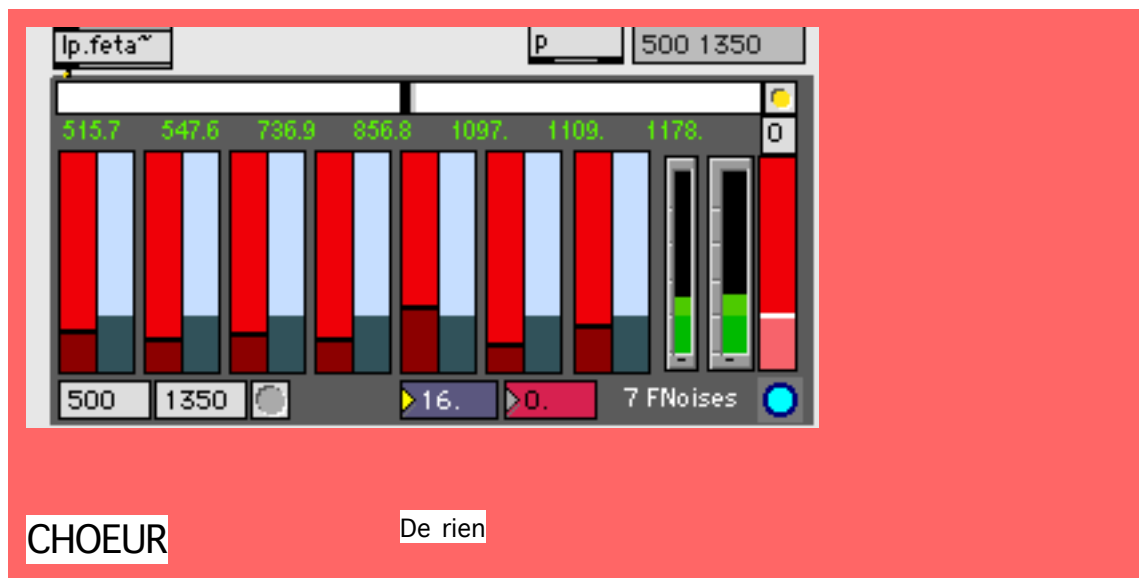 lp.feta~ p 500 1350
515.7 547.6 736.9 856.8 1097. 1109. 1178. 0
500 1350 16. 0. 7 FNoises
CHOEUR De rien